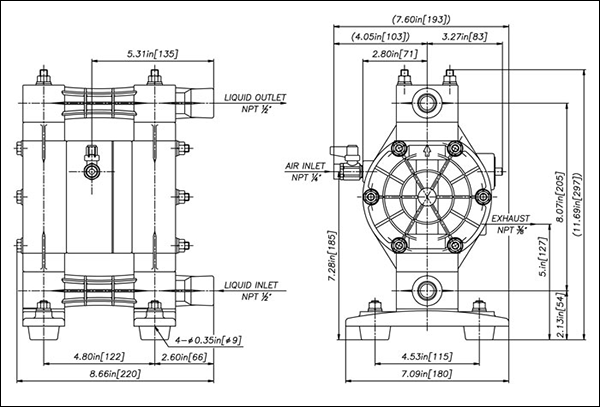 (7.60in[193])
(4.05in[103])
3.27in[83]
5.31in[135]
2.80in[71]
LIQUID OUTLET
NPT ½"
AIR INLET
NPT ¼"
8.07in[205]
(11.69in[297])
EXHAUST
NPT ⅜"
7.28in[185]
5.in[127]
LIQUID INLET
NPT ½"
2.13in[54]
4-ø0.35in[ø9]
4.80in[122]
2.60in[66]
4.53in[115]
8.66in[220]
7.09in[180]